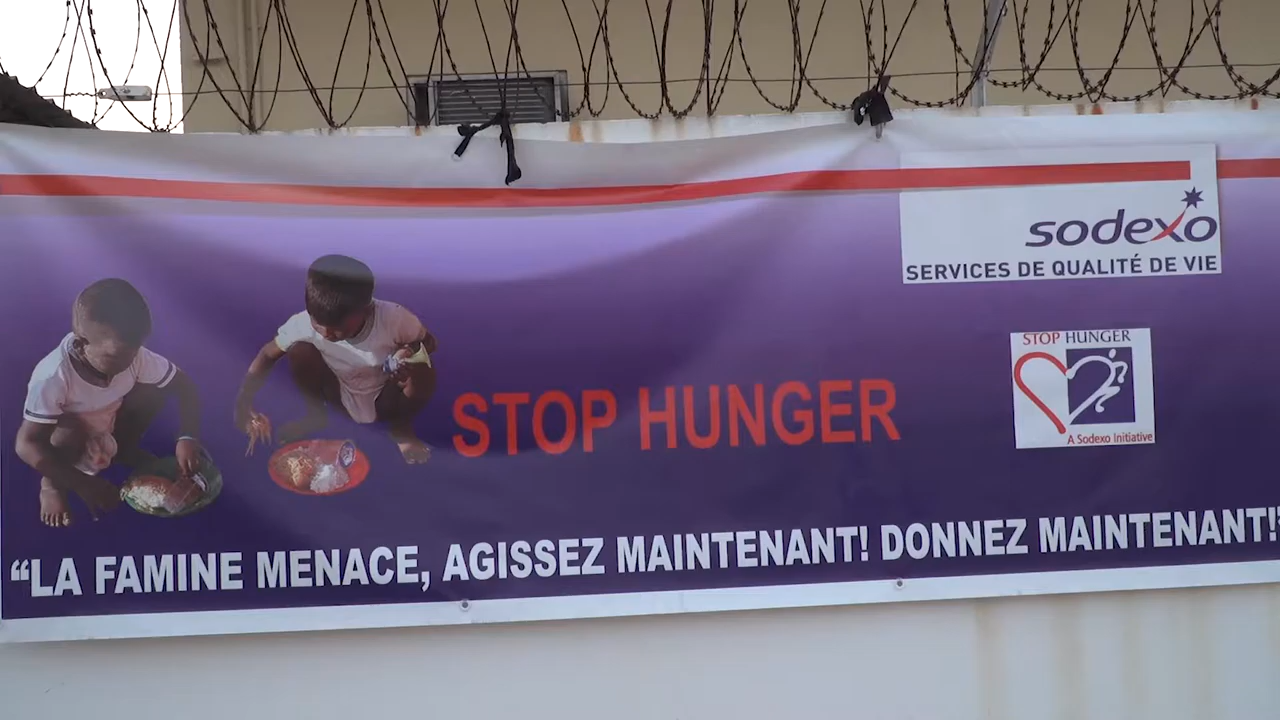 sodexo
SERVICES DE QUALITÉ DE VIE
STOP HUNGER
A Sodexo Initiative
STOP HUNGER
“LA FAMINE MENACE, AGISSEZ MAINTENANT! DONNEZ MAINTENANT!”